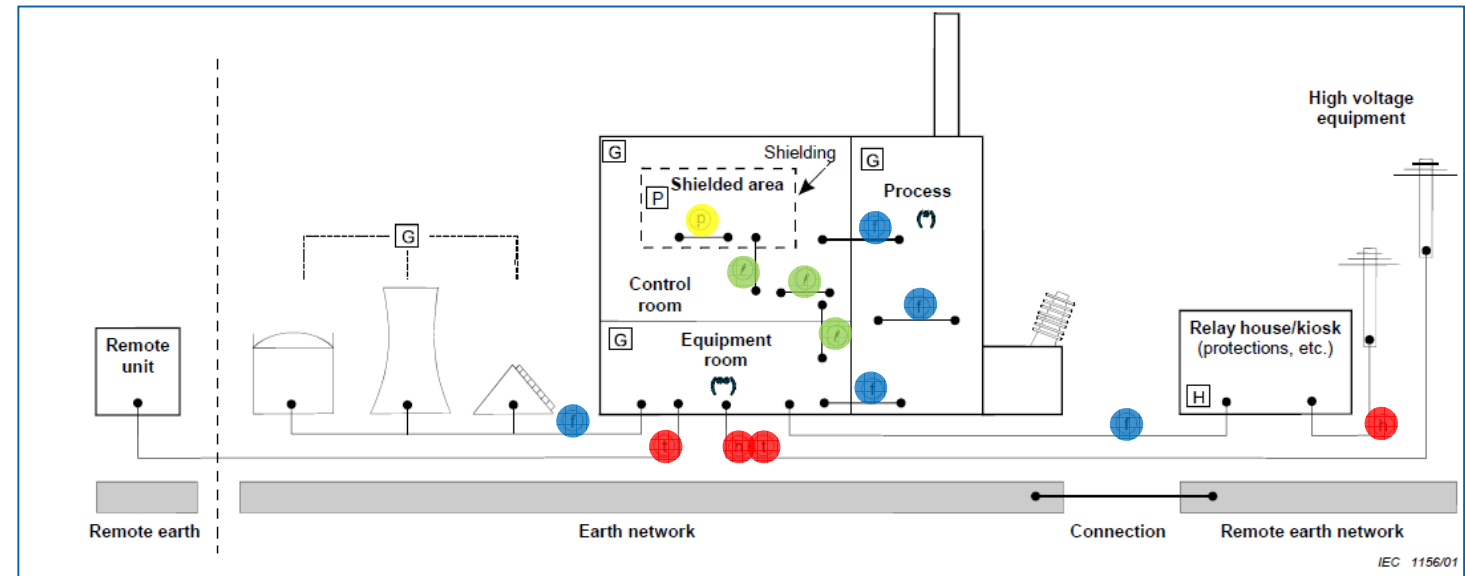 High voltage
equipment
G
Shielding
G
Shielded area
P
Process
p
f
G
ℓ
ℓ
Control
room
f
Remote
unit
G
Equipment
room
ℓ
Relay house/kiosk
(protections, etc.)
f
H
f
f
h
t
h
t
Remote earth
Earth network
Connection
Remote earth network
IEC 1156/01